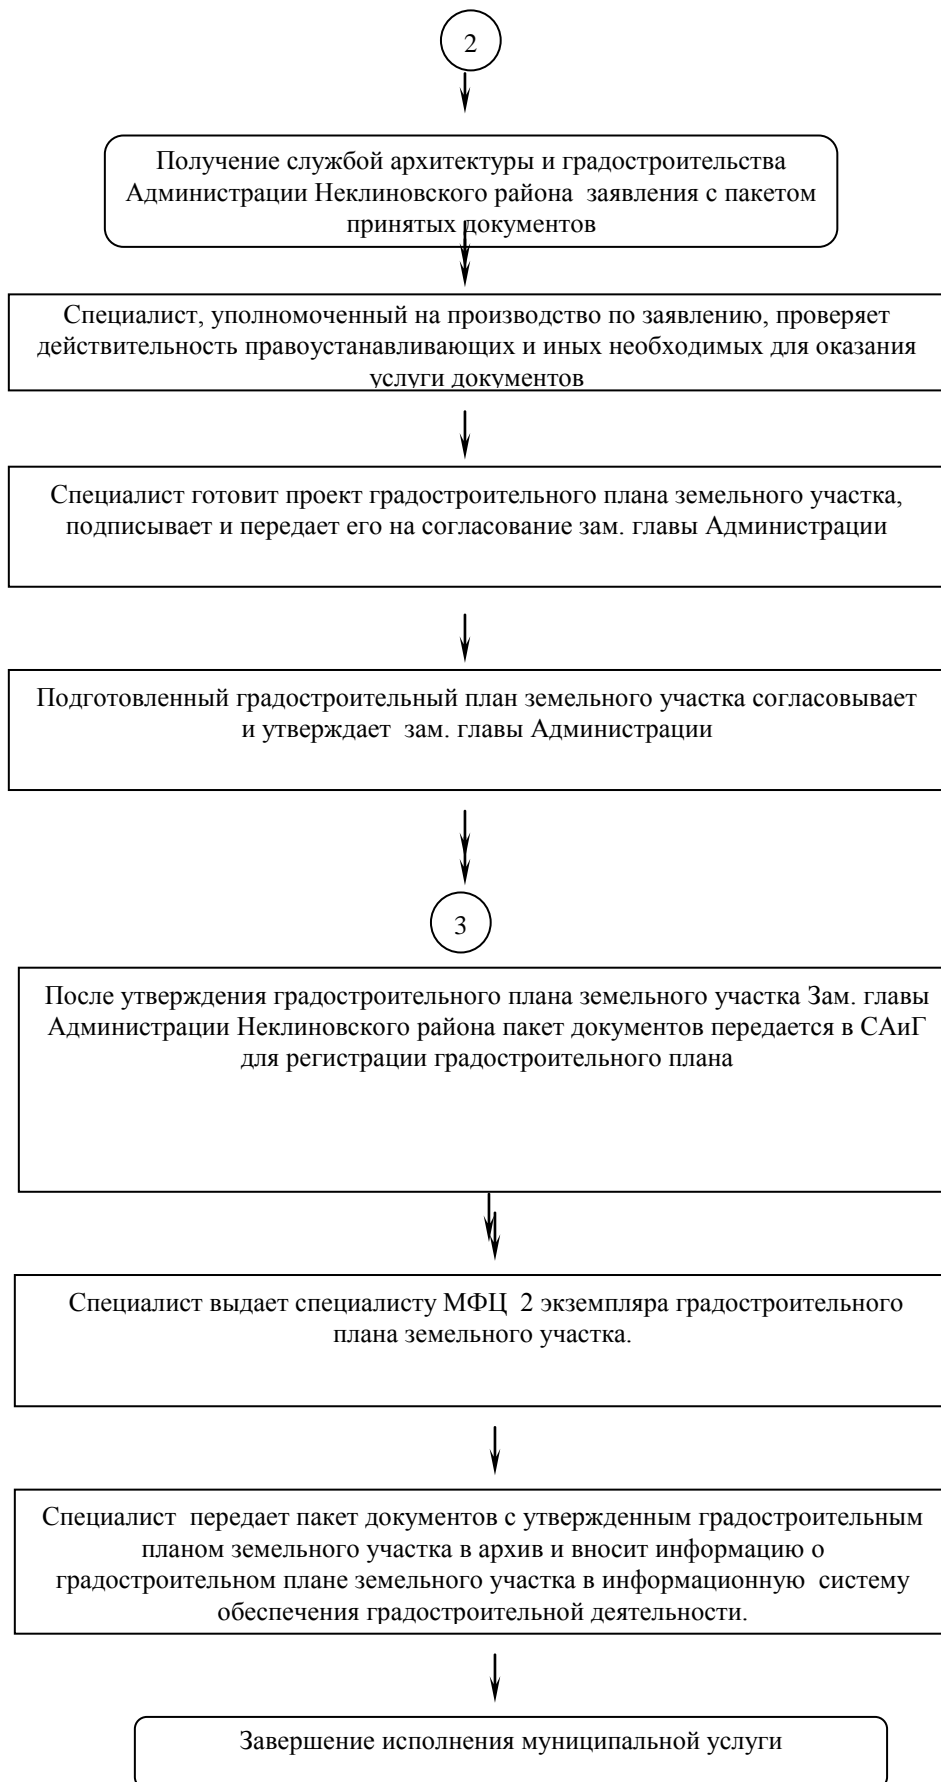 2
Получение службой архитектуры и градостроительства
Администрации Неклиновского район заявления с пакетом
принятых документов
Специалист, уполномоченный на производство по заявлению, проверяет
действительность правоустанавливающих и иных необходимых для оказания
услуги документов
Специалист готовит проект градостроительного плана земельного участка,
подписывает и передает его на согласование зам. главы Администрации
Подготовленный градостроительный план земельного участка согласовывает
и утверждает зам. главы Администрации
3
После утверждения градостроительного плана земельного участка Зам. главы
Администрации Неклиновского района пакет документов передается в САиГ
для регистрации градостроительного плана
Специалист выдает специалисту МФЦ 2 экземпляра градостроительного
плана земельного участка.
Специалист передает пакет документов с утвержденным градостроительным
планом земельного участка в архив и вносит информацию о
градостроительном плане земельного участка в информационную систему
обеспечения градостроительной деятельности.
Завершение исполнения муниципальной услуги